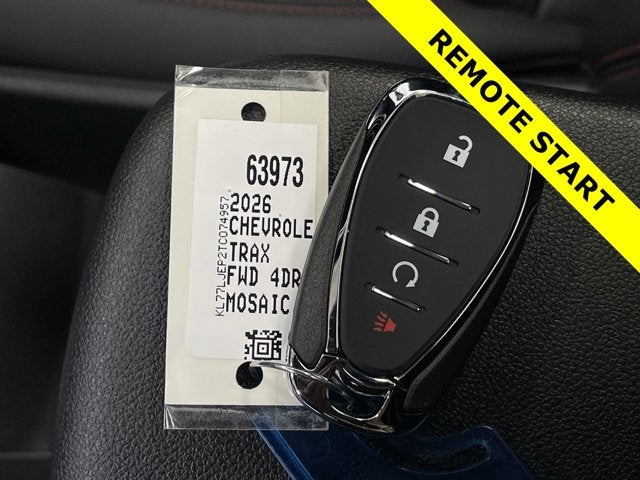 REMOTE START
63973
KL77LJEP2TC074957
2026
CHEVROLE
TRAX
FWD 4DR
MOSAIC